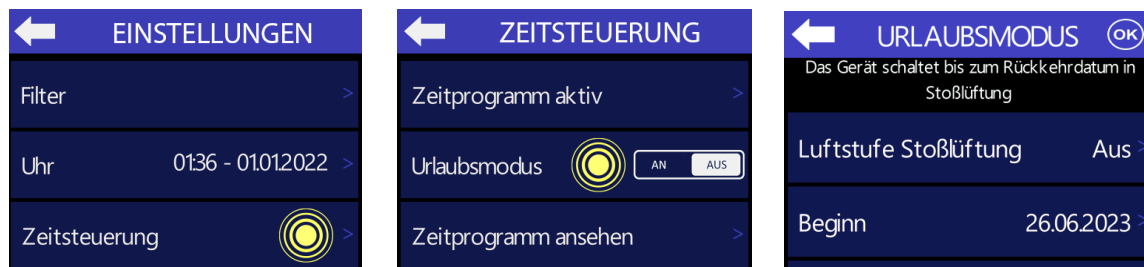 EINSTELLUNGEN
Filter >
Uhr 01:36 - 01.01.2022 >
Zeitsteuerung >
ZEITSTEUERUNG
Zeitprogramm aktiv >
Urlaubsmodus AN AUS
Zeitprogramm ansehen >
URLAUBSMODUS OK
Das Gerät schaltet bis zum Rückkehrdatum in
Stoßlüftung
Luftstufe Stoßlüftung Aus >
Beginn 26.06.2023 >